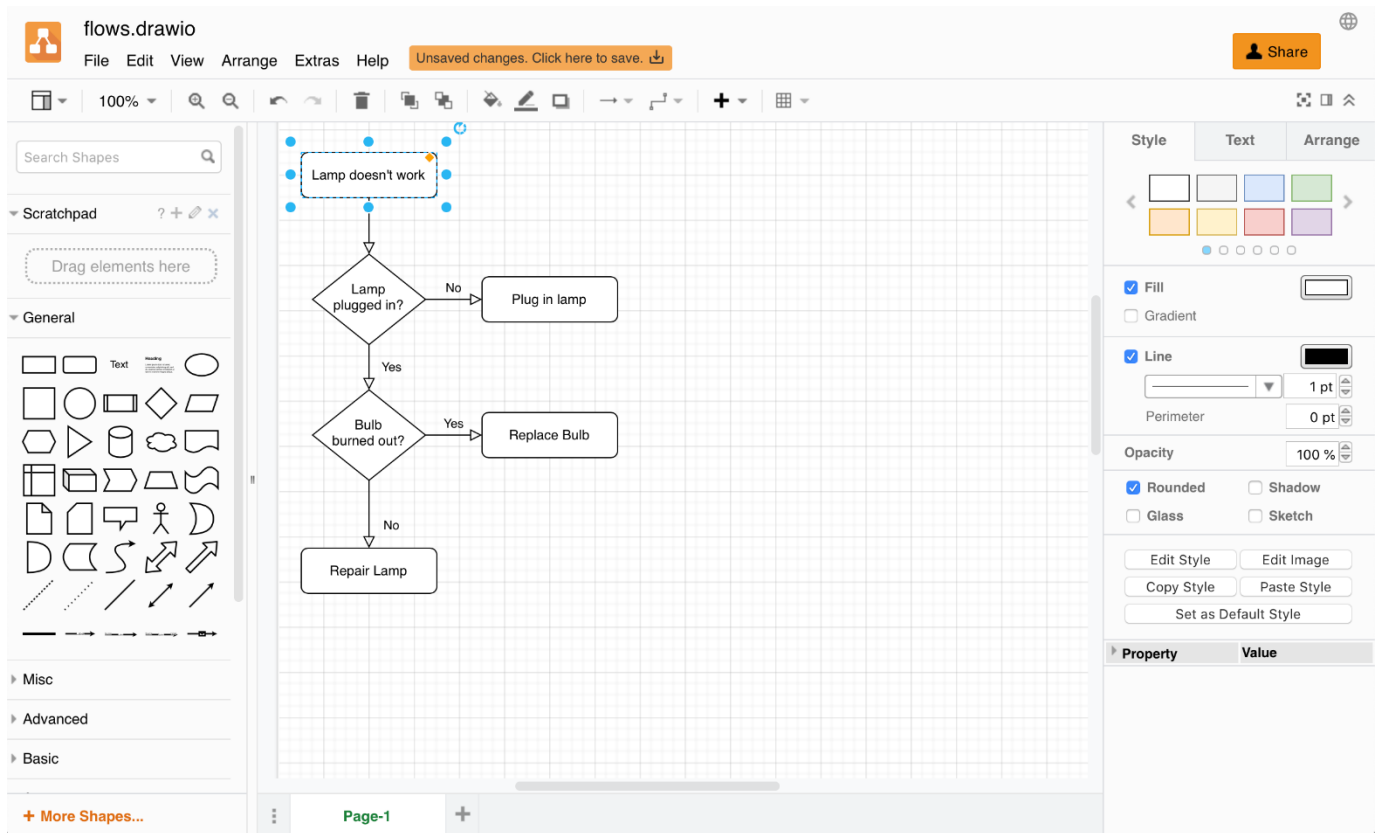 flows.drawio
File Edit View Arrange Extras Help
Unsaved changes. Click here to save.
Share
100%
Search Shapes
Scratchpad
?
Drag elements here
General
Text
Heading
Misc
Advanced
Basic
+ More Shapes...
Lamp doesn't work
Lamp
plugged in?
No
Plug in lamp
Yes
Bulb
burned out?
Yes
Replace Bulb
No
Repair Lamp
Page-1
Style Text Arrange
Fill
Gradient
Line
1 pt
Perimeter
0 pt
Opacity
100 %
Rounded
Shadow
Glass
Sketch
Edit Style
Edit Image
Copy Style
Paste Style
Set as Default Style
Property
Value